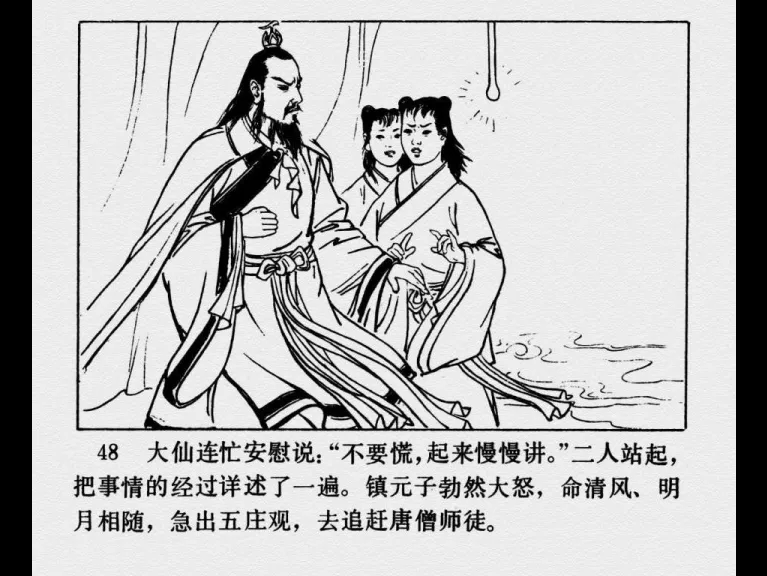 48 大仙连忙安慰说:“不要慌,起来慢慢讲。”二人站起,
把事情的经过详述了一遍。镇元子勃然大怒,命清风、明
月相随,急出五庄观,去追赶唐僧师徒。